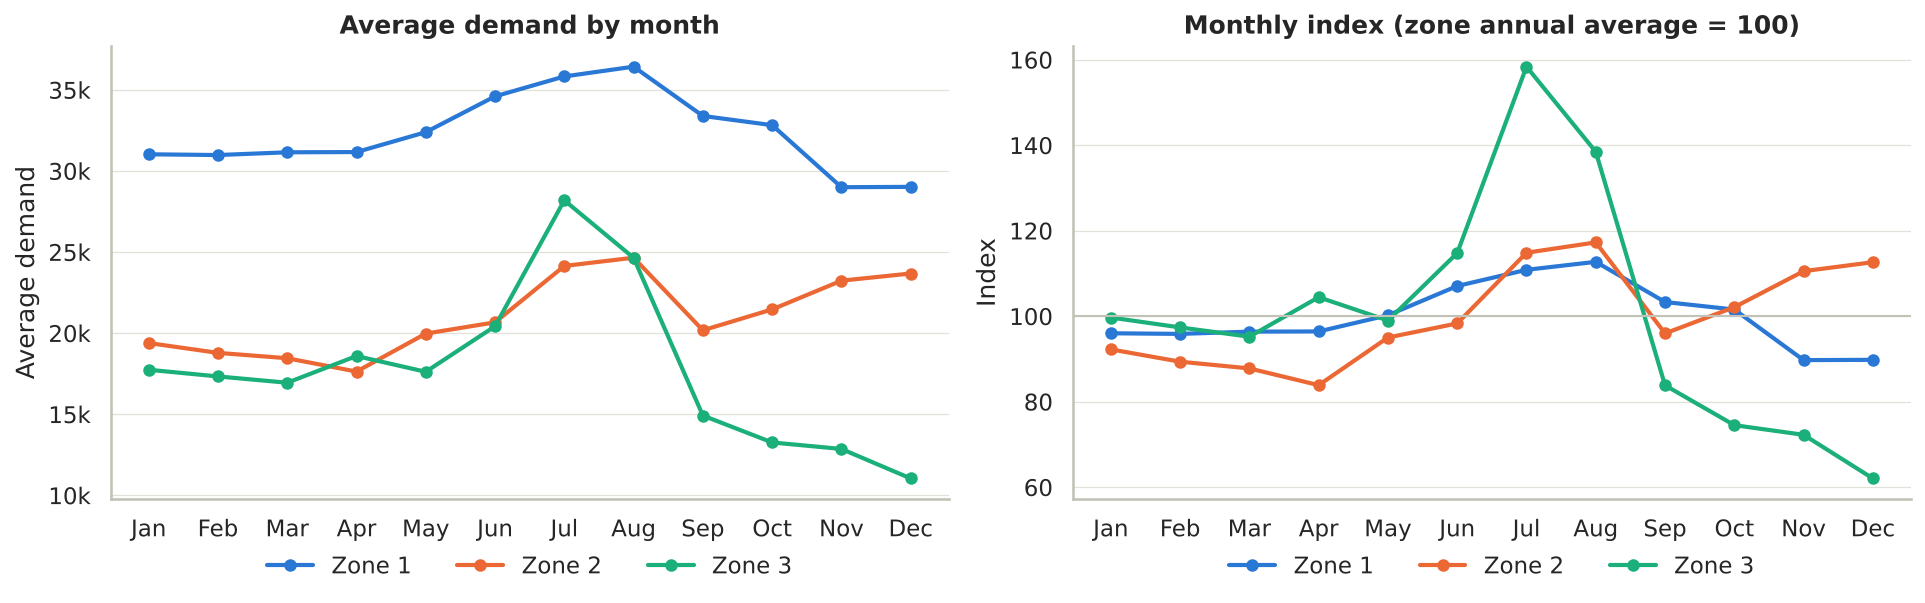 Average demand by month
Average demand
35k
30k
25k
20k
15k
10k
Jan Feb Mar Apr May Jun Jul Aug Sep Oct Nov Dec
Zone 1 Zone 2 Zone 3
Monthly index (zone annual average = 100)
Index
160
140
120
100
80
60
Jan Feb Mar Apr May Jun Jul Aug Sep Oct Nov Dec
Zone 1 Zone 2 Zone 3